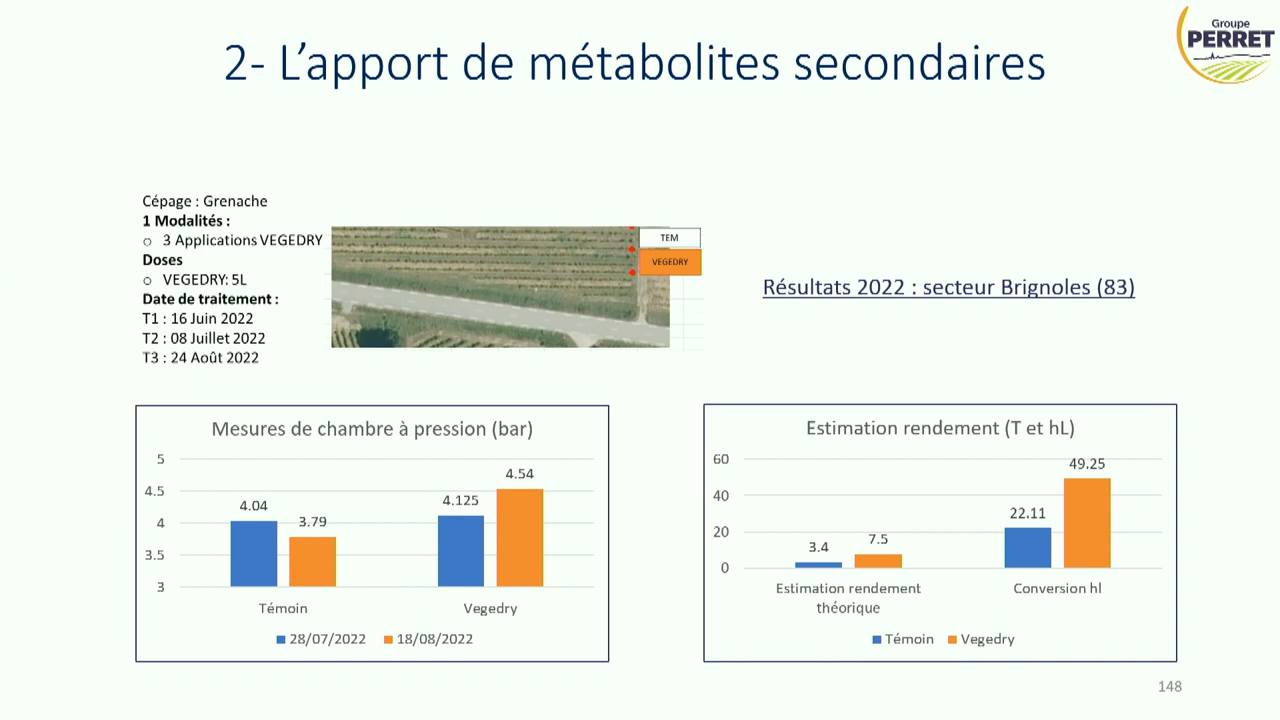 Groupe
PERRET
2- L’apport de métabolites secondaires
Cépage : Grenache
1 Modalités :
o 3 Applications VEGEDRY
Doses
o VEGEDRY: 5L
Date de traitement :
T1 : 16 Juin 2022
T2 : 08 Juillet 2022
T3 : 24 Août 2022
TEM
VEGEDRY
Résultats 2022 : secteur Brignoles (83)
Mesures de chambre à pression (bar)
5
4.5
4
3.5
3
4.04
3.79
4.125
4.54
Témoin
Vegedry
28/07/2022
18/08/2022
Estimation rendement (T et hL)
60
40
20
0
3.4
7.5
22.11
49.25
Estimation rendement
théorique
Conversion hl
Témoin
Vegedry
148